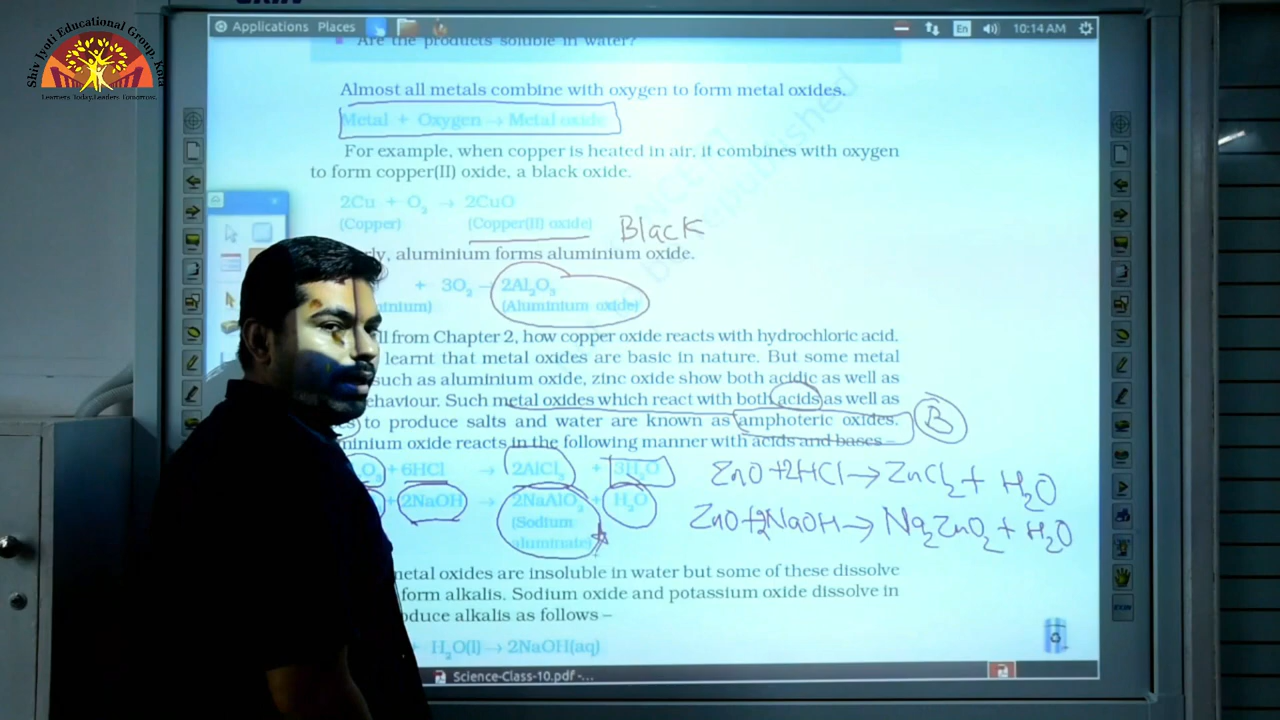 Shiv Jyoti Educational Group, Kota
Learners Today, Leaders Tomorrow.
Applications Places En 10:14 AM
Are the products soluble in water?
Almost all metals combine with oxygen to form metal oxides.
Metal + Oxygen → Metal oxide
For example, when copper is heated in air, it combines with oxygen
to form copper(II) oxide, a black oxide.
2Cu + O₂ → 2CuO
(Copper) (Copper(II) oxide) Black
ly, aluminium forms aluminium oxide.
+ 3O₂ → 2Al₂O₃
(Aluminium oxide)
ll from Chapter 2, how copper oxide reacts with hydrochloric acid.
learnt that metal oxides are basic in nature. But some metal
such as aluminium oxide, zinc oxide show both acidic as well as
ehaviour. Such metal oxides which react with both acids as well as
to produce salts and water are known as amphoteric oxides. B
minium oxide reacts in the following manner with acids and bases –
O₃ + 6HCl → 2AlCl₃ + 3H₂O ZnO + 2HCl → ZnCl₂ + H₂O
+ 2NaOH → 2NaAlO₂ + H₂O ZnO + 2NaOH → Na₂ZnO₂ + H₂O
(Sodium
aluminate)
metal oxides are insoluble in water but some of these dissolve
form alkalis. Sodium oxide and potassium oxide dissolve in
oduce alkalis as follows –
+ H₂O(l) → 2NaOH(aq)
Science-Class-10.pdf -...